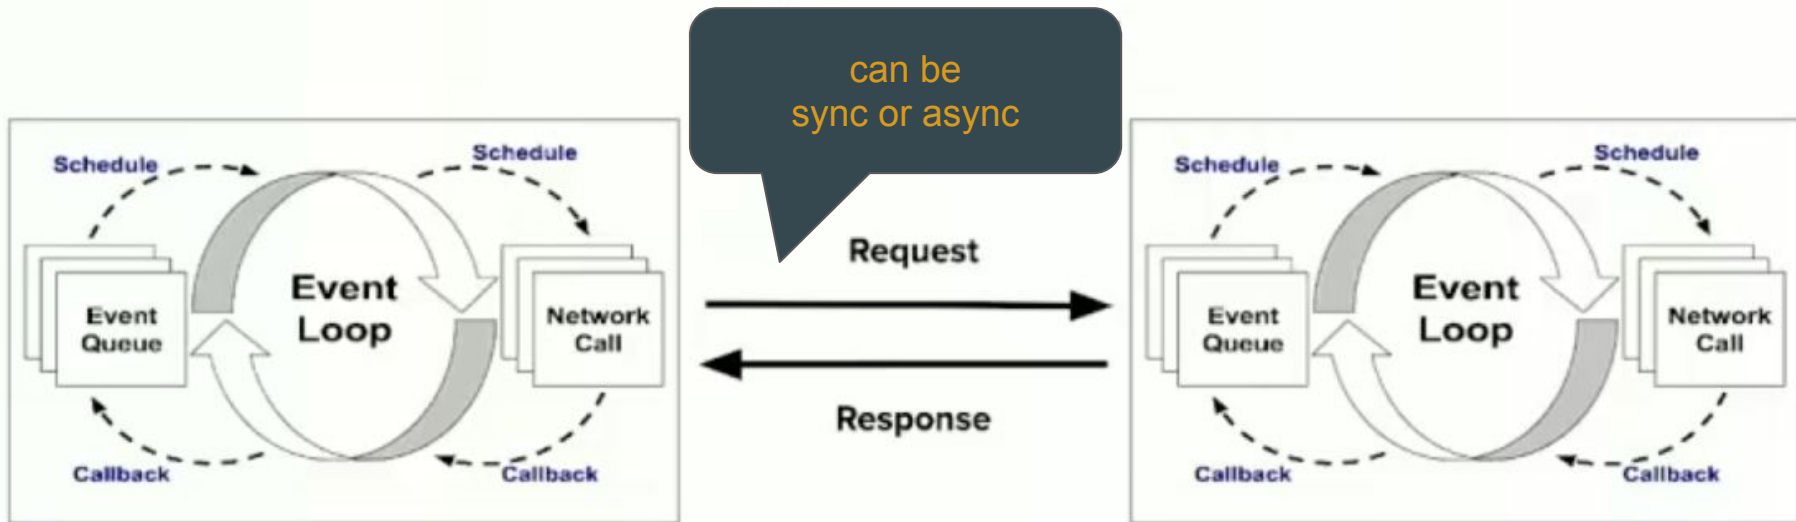 can be
sync or async
Schedule
Schedule
Event
Queue
Event
Loop
Network
Call
Callback
Callback
Request
Response
Schedule
Schedule
Event
Queue
Event
Loop
Network
Call
Callback
Callback